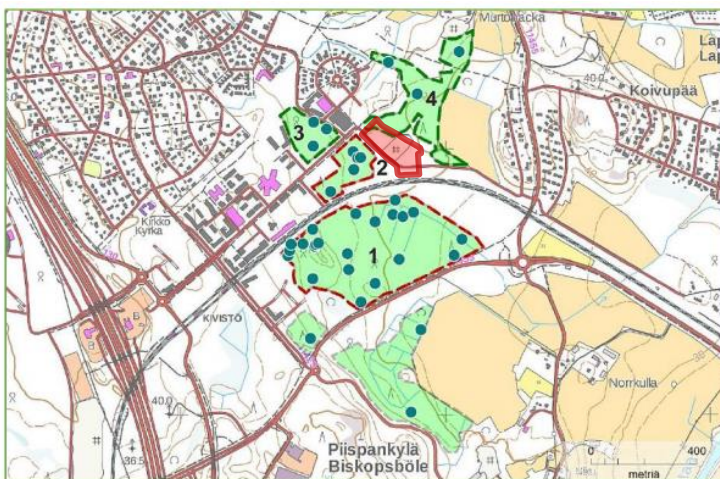 Murtobacka
Lap
Lap
Koivupää
40.0
4
3
2
Kirkko
Kyrka
1
KIVISTÖ
B
B
Norrkulla
40.0
36.5
Piispankylä
Biskopsböle
0 400
metriä